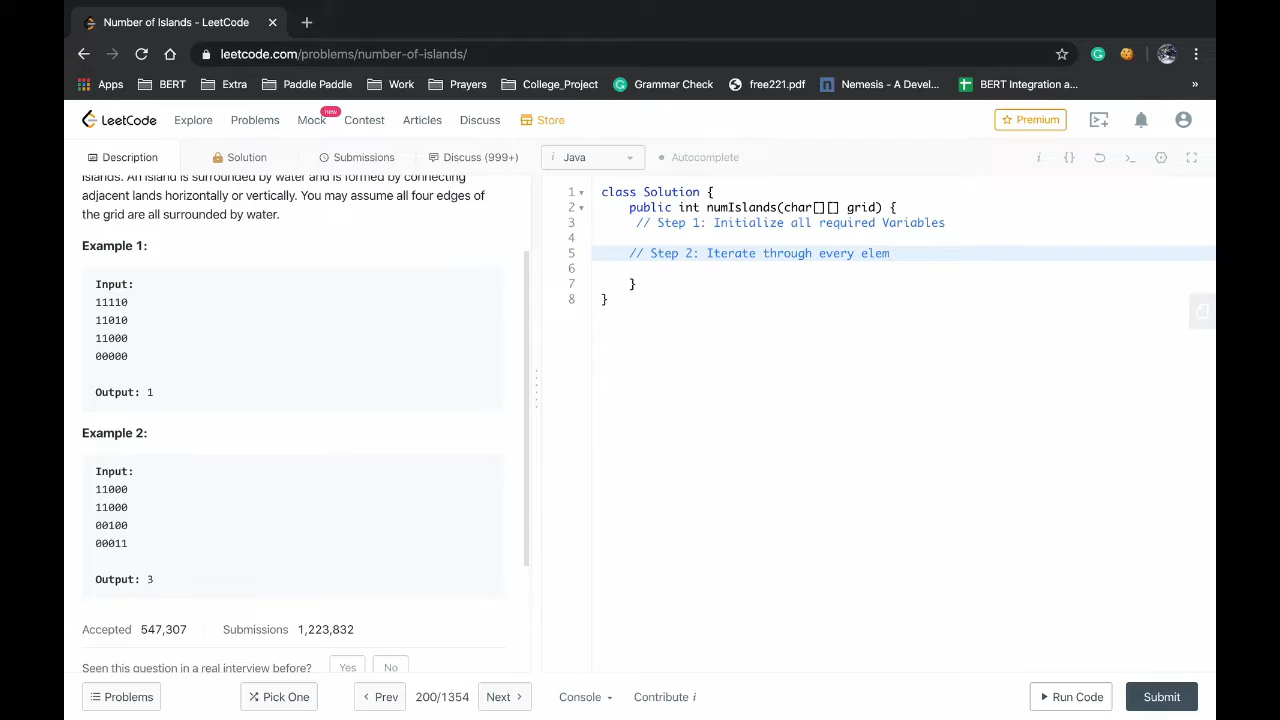 Number of Islands - LeetCode
leetcode.com/problems/number-of-islands/
Apps BERT Extra Paddle Paddle Work Prayers College_Project Grammar Check free221.pdf Nemesis - A Devel... BERT Integration a... »
LeetCode Explore Problems Mock new Contest Articles Discuss Store Premium
Description Solution Submissions Discuss (999+) i Java Autocomplete
islands. An island is surrounded by water and is formed by connecting
adjacent lands horizontally or vertically. You may assume all four edges of
the grid are all surrounded by water.
Example 1:
Input:
11110
11010
11000
00000
Output: 1
Example 2:
Input:
11000
11000
00100
00011
Output: 3
Accepted 547,307 Submissions 1,223,832
Seen this question in a real interview before? Yes No
1 class Solution {
2 public int numIslands(char[][] grid) {
3 // Step 1: Initialize all required Variables
4
5 // Step 2: Iterate through every elem
6
7 }
8 }
Problems Pick One < Prev 200/1354 Next > Console Contribute i Run Code Submit